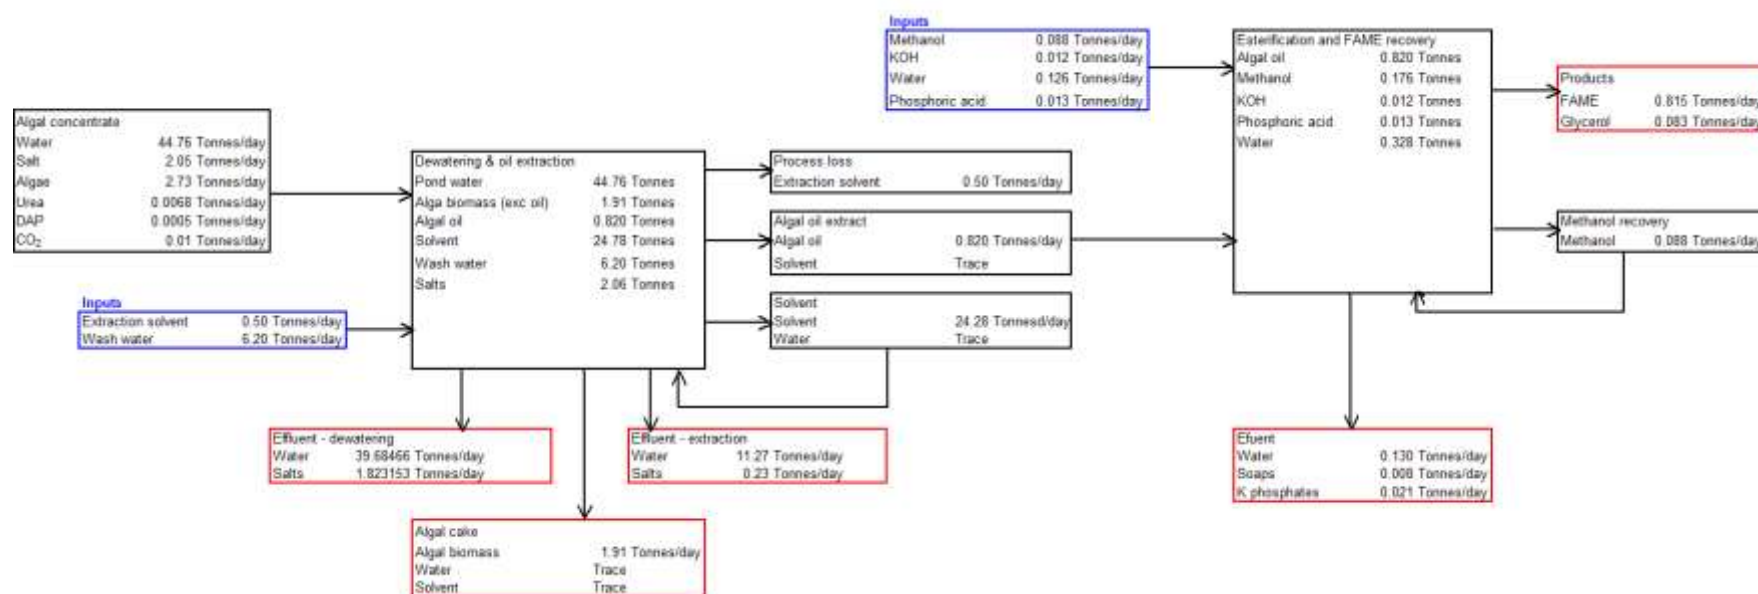 Inputs
Methanol 0.088 Tonnes/day
KOH 0.012 Tonnes/day
Water 0.126 Tonnes/day
Phosphoric acid 0.013 Tonnes/day
Esterification and FAME recovery
Algal oil 0.820 Tonnes
Methanol 0.176 Tonnes
KOH 0.012 Tonnes
Phosphoric acid 0.013 Tonnes
Water 0.328 Tonnes
Products
FAME 0.815 Tonnes/day
Glycerol 0.083 Tonnes/day
Algal concentrate
Water 44.76 Tonnes/day
Salt 2.05 Tonnes/day
Algae 2.73 Tonnes/day
Urea 0.0068 Tonnes/day
DAP 0.0005 Tonnes/day
CO₂ 0.01 Tonnes/day
Dewatering & oil extraction
Pond water 44.76 Tonnes
Alga biomass (exc oil) 1.91 Tonnes
Algal oil 0.820 Tonnes
Solvent 24.78 Tonnes
Wash water 6.20 Tonnes
Salts 2.06 Tonnes
Process loss
Extraction solvent 0.50 Tonnes/day
Algal oil extract
Algal oil 0.820 Tonnes/day
Solvent Trace
Methanol recovery
Methanol 0.088 Tonnes/day
Inputs
Extraction solvent 0.50 Tonnes/day
Wash water 6.20 Tonnes/day
Solvent
Solvent 24.28 Tonnesd/day
Water Trace
Effluent - dewatering
Water 39.68466 Tonnes/day
Salts 1.823153 Tonnes/day
Effluent - extraction
Water 11.27 Tonnes/day
Salts 0.23 Tonnes/day
Efuent
Water 0.130 Tonnes/day
Soaps 0.008 Tonnes/day
K phosphates 0.021 Tonnes/day
Algal cake
Algal biomass 1.91 Tonnes/day
Water Trace
Solvent Trace